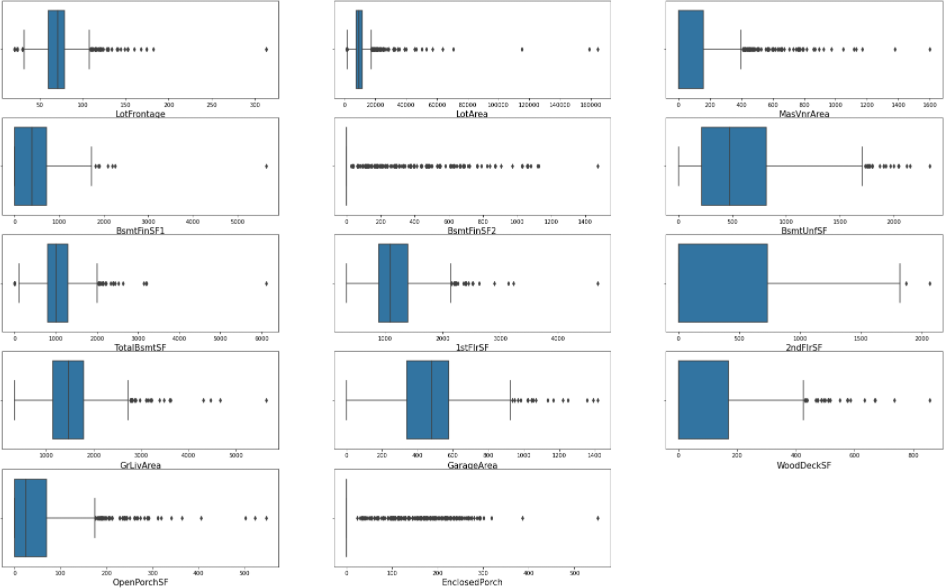 50 100 150 200 250 300
LotFrontage
0 20000 40000 60000 80000 100000 120000 140000 160000
LotArea
0 200 400 600 800 1000 1200 1400 1600
MasVnrArea
0 1000 2000 3000 4000 5000
BsmtFinSF1
0 200 400 600 800 1000 1200 1400
BsmtFinSF2
0 500 1000 1500 2000
BsmtUnfSF
0 1000 2000 3000 4000 5000 6000
TotalBsmtSF
1000 2000 3000 4000
1stFlrSF
0 500 1000 1500 2000
2ndFlrSF
1000 2000 3000 4000 5000
GrLivArea
0 200 400 600 800 1000 1200 1400
GarageArea
0 200 400 600 800
WoodDeckSF
0 100 200 300 400 500
OpenPorchSF
0 100 200 300 400 500
EnclosedPorch